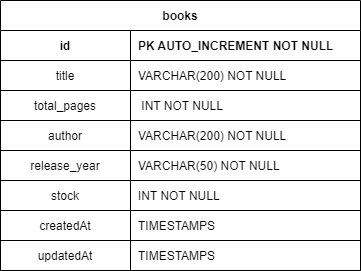 books
id PK AUTO_INCREMENT NOT NULL
title VARCHAR(200) NOT NULL
total_pages INT NOT NULL
author VARCHAR(200) NOT NULL
release_year VARCHAR(50) NOT NULL
stock INT NOT NULL
createdAt TIMESTAMPS
updatedAt TIMESTAMPS